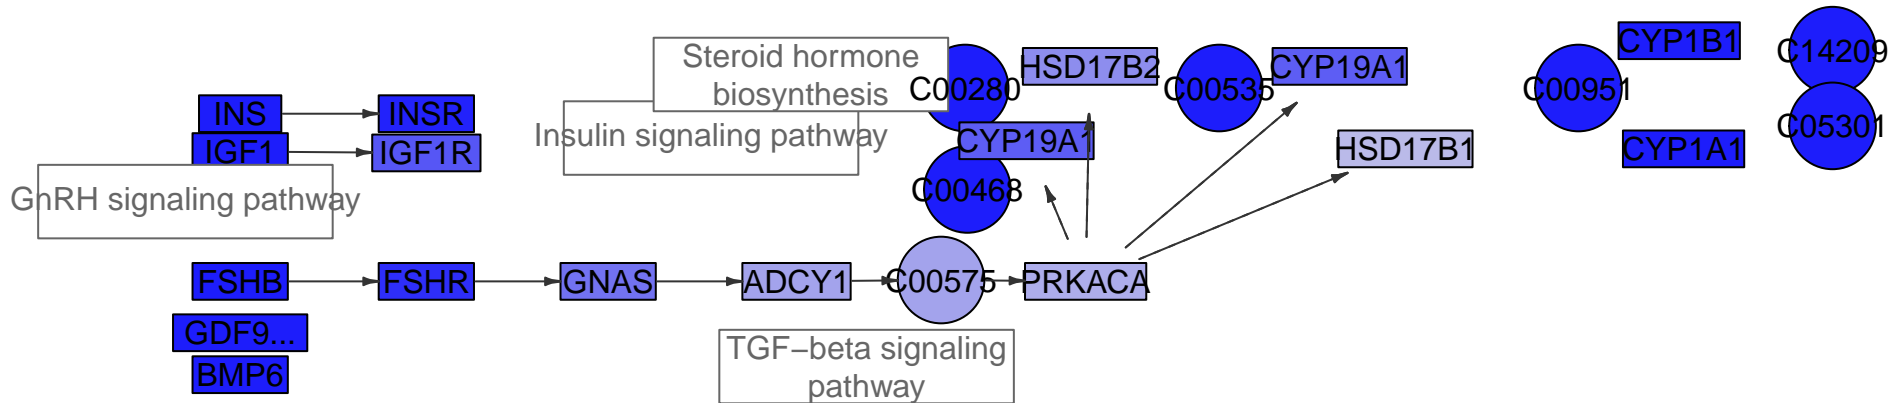 Steroid hormone
biosynthesis
C00280
HSD17B2
C00535
CYP19A1
C00951
CYP1B1
C14209
INS
INSR
Insulin signaling pathway
CYP19A1
HSD17B1
CYP1A1
C05301
IGF1
IGF1R
GnRH signaling pathway
C00468
FSHB
FSHR
GNAS
ADCY1
C00575
PRKACA
GDF9...
BMP6
TGF−beta signaling
pathway